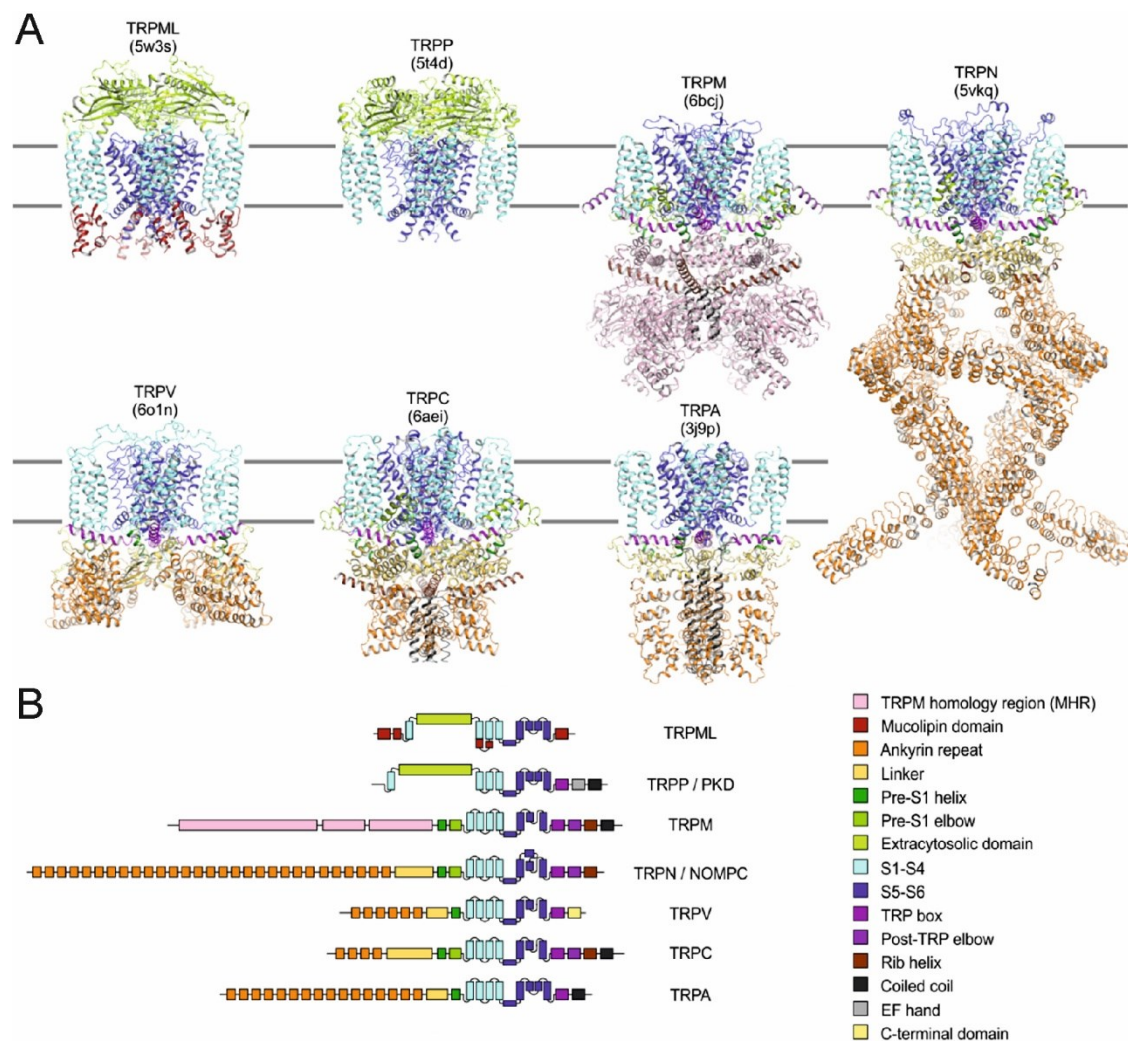 A
TRPML
(5w3s)
TRPP
(5t4d)
TRPM
(6bcj)
TRPN
(5vkq)
TRPV
(6o1n)
TRPC
(6aei)
TRPA
(3j9p)
B
TRPML
TRPP / PKD
TRPM
TRPN / NOMPC
TRPV
TRPC
TRPA
TRPM homology region (MHR)
Mucolipin domain
Ankyrin repeat
Linker
Pre-S1 helix
Pre-S1 elbow
Extracytosolic domain
S1-S4
S5-S6
TRP box
Post-TRP elbow
Rib helix
Coiled coil
EF hand
C-terminal domain